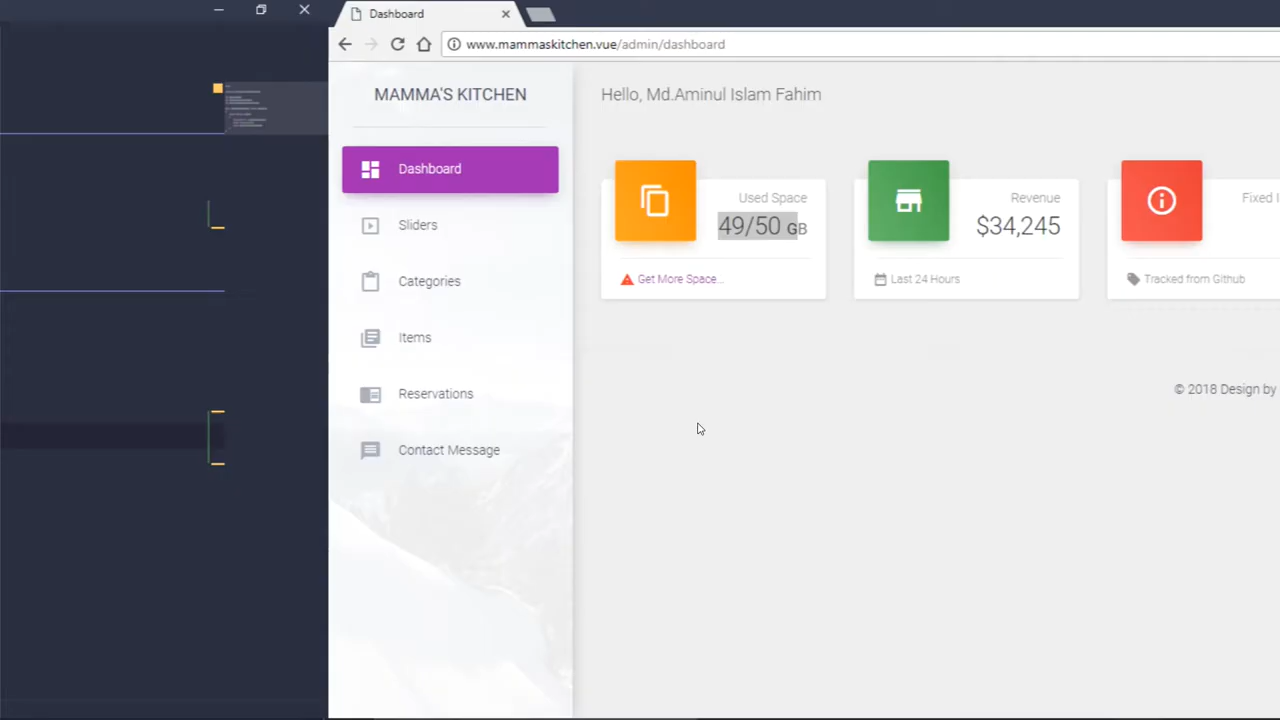 Dashboard
www.mammaskitchen.vue/admin/dashboard
MAMMA'S KITCHEN
Hello, Md.Aminul Islam Fahim
Dashboard
Sliders
Categories
Items
Reservations
Contact Message
Used Space
49/50 GB
Get More Space...
Revenue
$34,245
Last 24 Hours
Fixed
Tracked from Github
© 2018 Design by